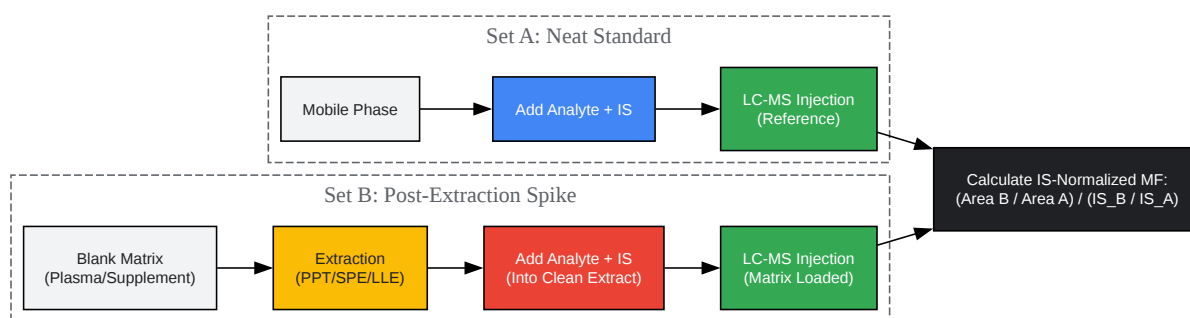 Set A: Neat Standard
Mobile Phase
Add Analyte + IS
LC-MS Injection
(Reference)
Calculate IS-Normalized MF:
(Area B / Area A) / (IS_B / IS_A)
Set B: Post-Extraction Spike
Blank Matrix
(Plasma/Supplement)
Extraction
(PPT/SPE/LLE)
Add Analyte + IS
(Into Clean Extract)
LC-MS Injection
(Matrix Loaded)